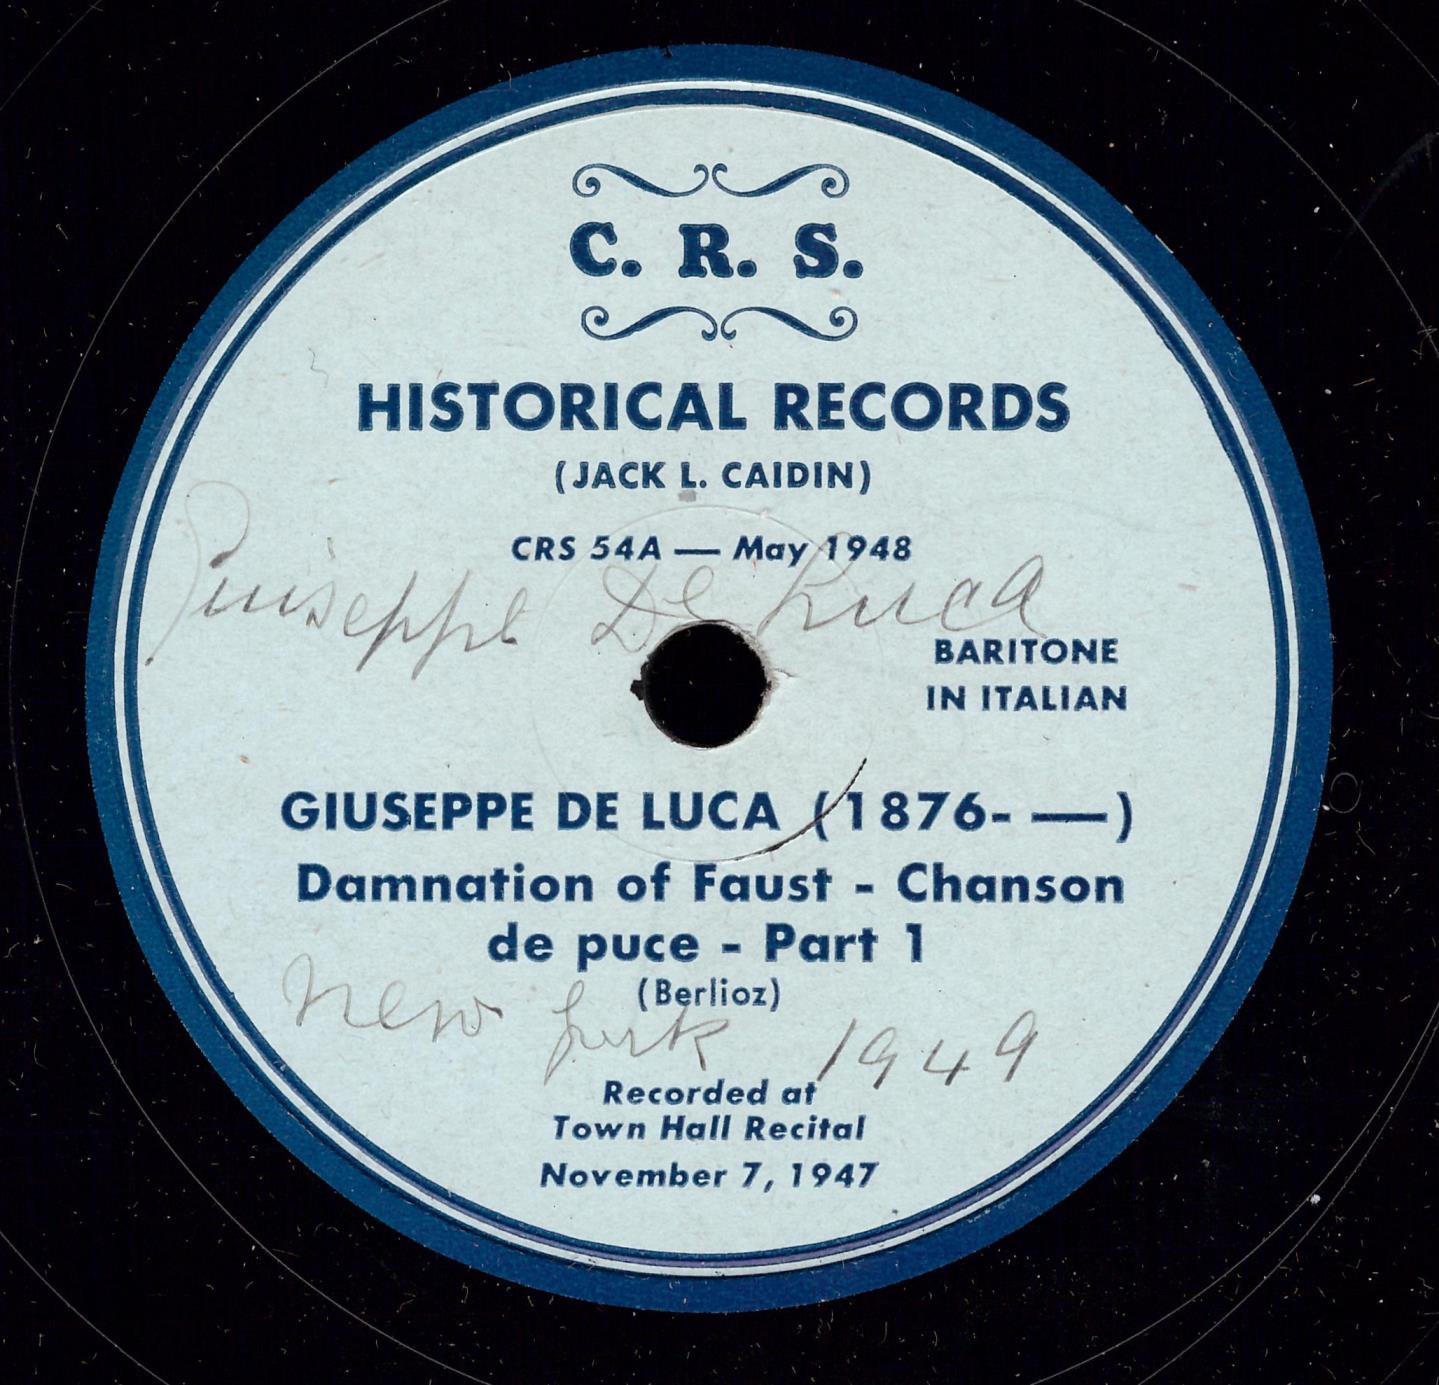 C. R. S.
HISTORICAL RECORDS
(JACK L. CAIDIN)
CRS 54A — May 1948
Giuseppe De Luca
BARITONE
IN ITALIAN
GIUSEPPE DE LUCA (1876- —)
Damnation of Faust - Chanson
de puce - Part 1
(Berlioz)
New York 1949
Recorded at
Town Hall Recital
November 7, 1947